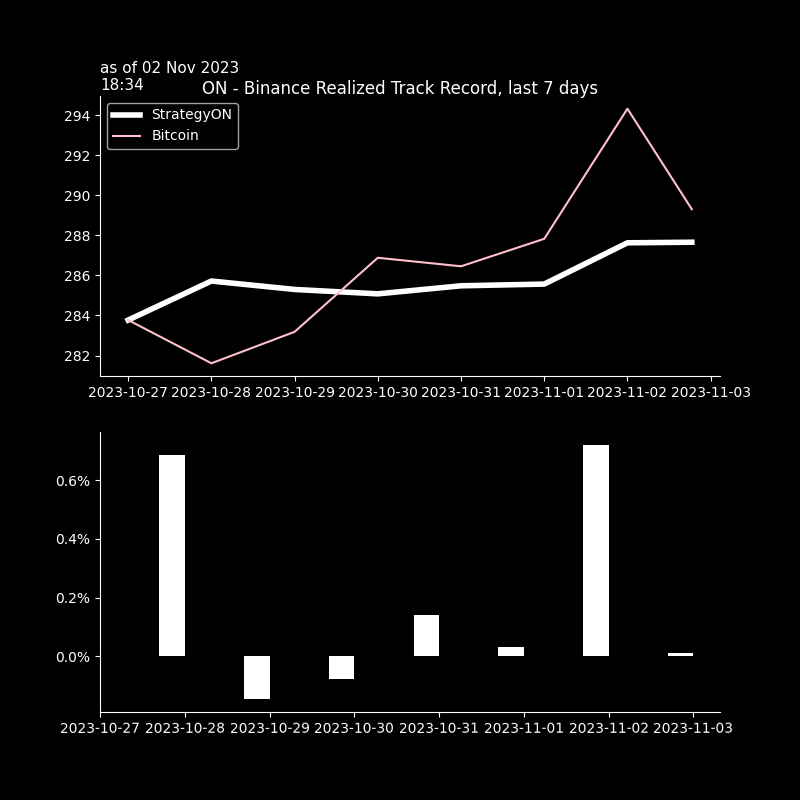 as of 02 Nov 2023
18:34
ON - Binance Realized Track Record, last 7 days
StrategyON
Bitcoin
294
292
290
288
286
284
282
2023-10-27 2023-10-28 2023-10-29 2023-10-30 2023-10-31 2023-11-01 2023-11-02 2023-11-03
0.6%
0.4%
0.2%
0.0%
2023-10-27 2023-10-28 2023-10-29 2023-10-30 2023-10-31 2023-11-01 2023-11-02 2023-11-03